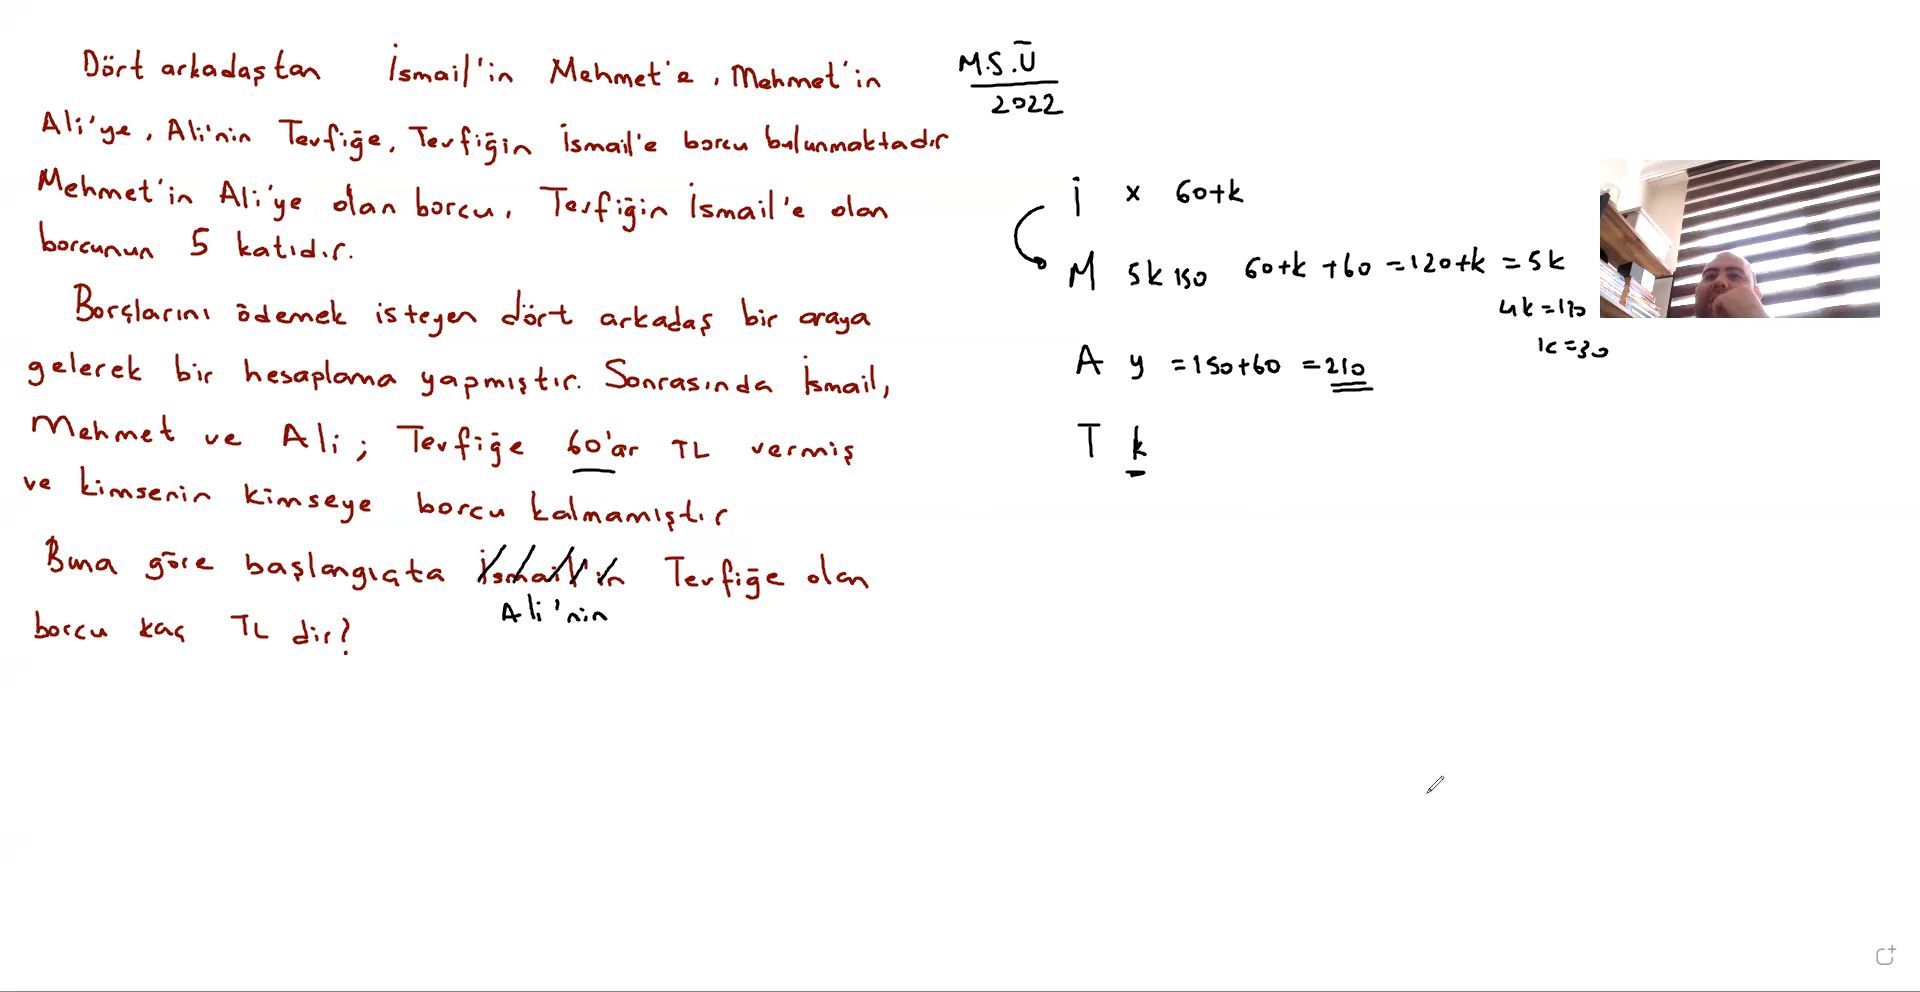 Dört arkadaştan İsmail'in Mehmet'e, Mehmet'in
Ali'ye, Ali'nin Tevfiğe, Tevfiğin İsmail'e borcu bulunmaktadır
Mehmet'in Ali'ye olan borcu, Tevfiğin İsmail'e olan
borcunun 5 katıdır.
Borçlarını ödemek isteyen dört arkadaş bir araya
gelerek bir hesaplama yapmıştır. Sonrasında İsmail,
Mehmet ve Ali; Tevfiğe 60'ar TL vermiş
ve kimsenin kimseye borcu kalmamıştır
Buna göre başlangıçta İsmail'in Tevfiğe olan
Ali'nin
borcu kaç TL dir?
M.S.Ü
2022
İ x 60+k
M 5k 150 60+k+60=120+k=5k
4k=120
k=30
A y =150+60=210
T k